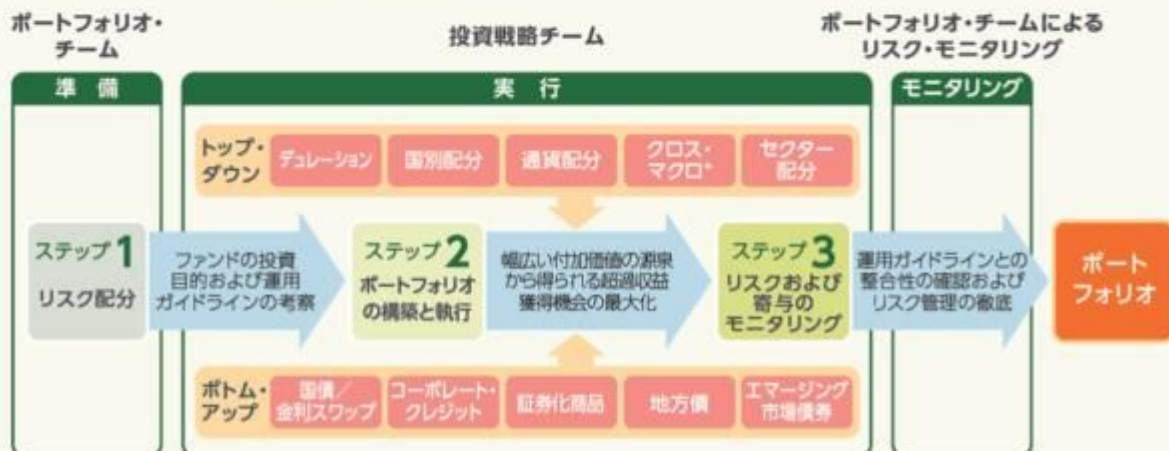 ポートフォリオ・
チーム
投資戦略チーム
ポートフォリオ・チームによる
リスク・モニタリング
準 備
実 行
モニタリング
トップ・
ダウン
デュレーション
国別配分
通貨配分
クロス・
マクロ*
セクター
配分
ステップ1
リスク配分
ファンドの投資
目的および運用
ガイドラインの考察
ステップ2
ポートフォリオ
の構築と執行
幅広い付加価値の源泉
から得られる超過収益
獲得機会の最大化
ステップ3
リスクおよび
寄与の
モニタリング
運用ガイドラインとの
整合性の確認および
リスク管理の徹底
ポート
フォリオ
ボトム・
アップ
国債／
金利スワップ
コーポレート・
クレジット
証券化商品
地方債
エマージング
市場債券